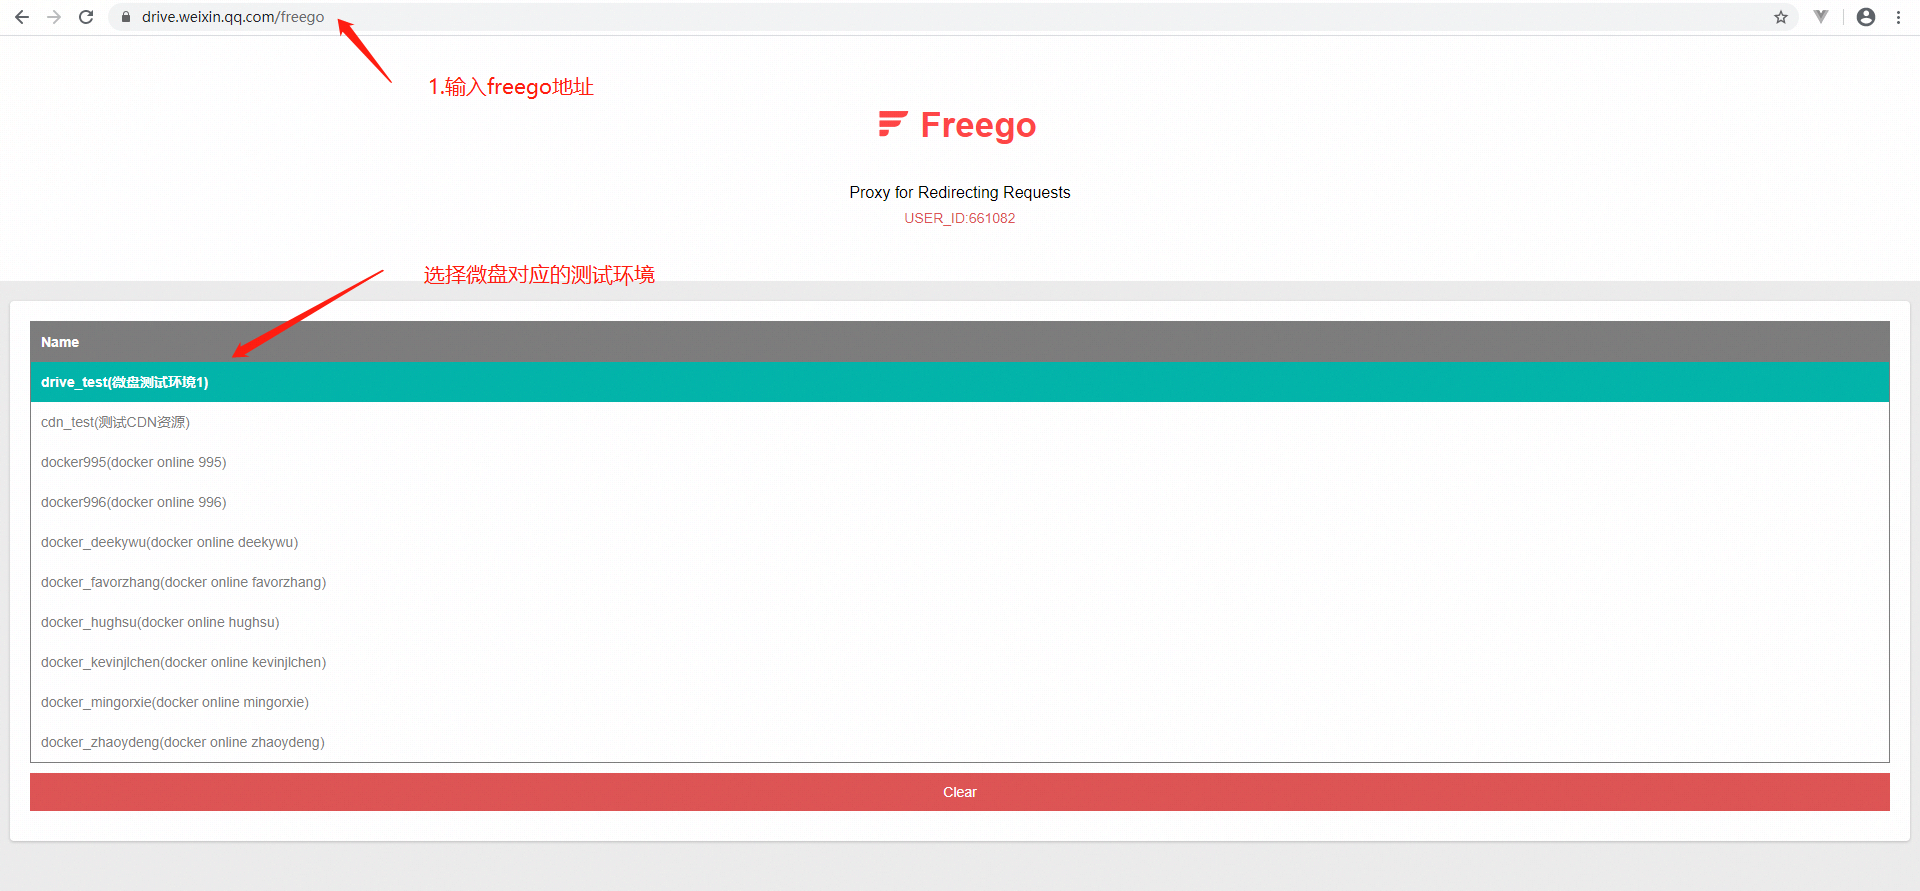 drive.weixin.qq.com/freego
1.输入freego地址
Freego
Proxy for Redirecting Requests
USER_ID:661082
选择微盘对应的测试环境
Name
drive_test(微盘测试环境1)
cdn_test(测试CDN资源)
docker995(docker online 995)
docker996(docker online 996)
docker_deekywu(docker online deekywu)
docker_favorzhang(docker online favorzhang)
docker_hughsu(docker online hughsu)
docker_kevinjlchen(docker online kevinjlchen)
docker_mingorxie(docker online mingorxie)
docker_zhaoydeng(docker online zhaoydeng)
Clear